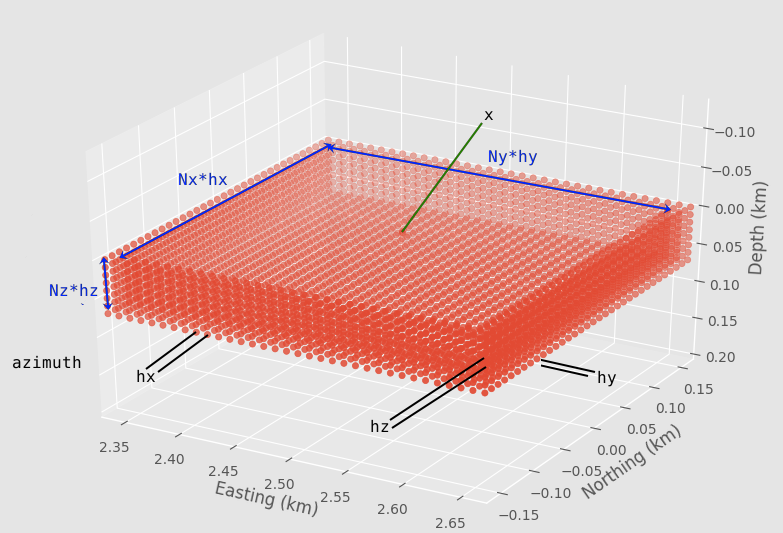 x
Nx*hx
Ny*hy
Nz*hz
`
azimuth
hx
hy
hz
−0.10
−0.05
0.00
0.05
0.10
0.15
0.20
Depth (km)
2.35
2.40
2.45
2.50
2.55
2.60
2.65
Easting (km)
0.15
0.10
0.05
0.00
−0.05
−0.10
−0.15
Northing (km)